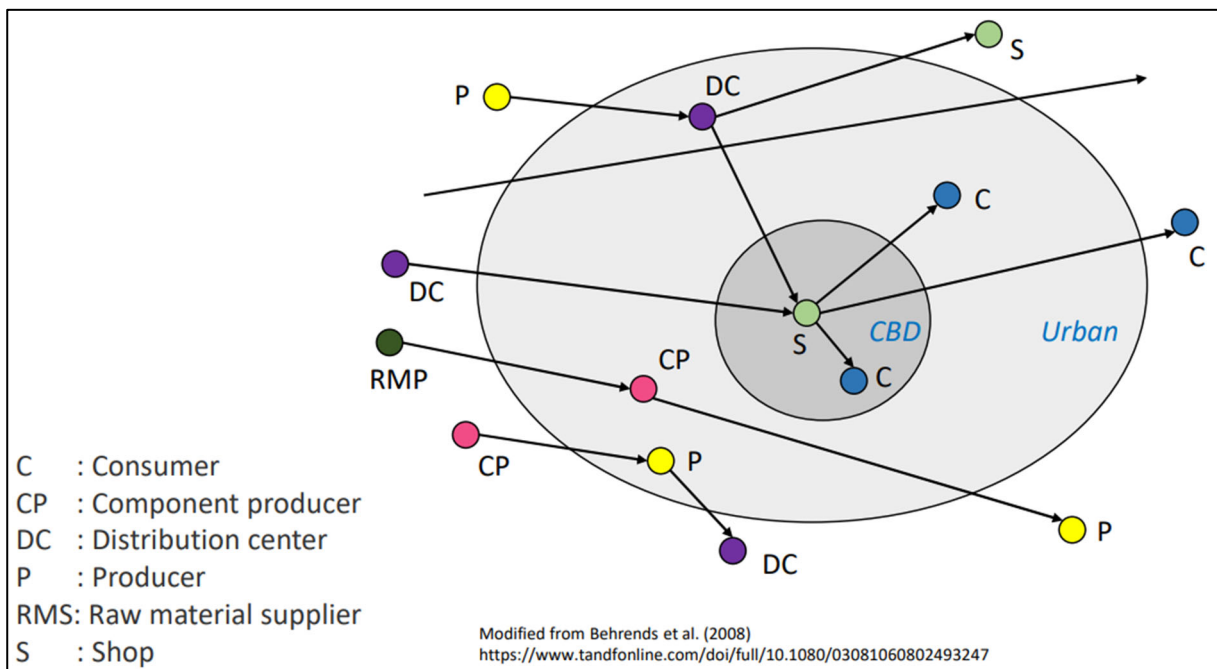 S
P
DC
C
C
DC
S
CBD
Urban
RMP
CP
C
CP
P
P
DC
C : Consumer
CP : Component producer
DC : Distribution center
P : Producer
RMS: Raw material supplier
S : Shop
Modified from Behrends et al. (2008)
https://www.tandfonline.com/doi/full/10.1080/03081060802493247